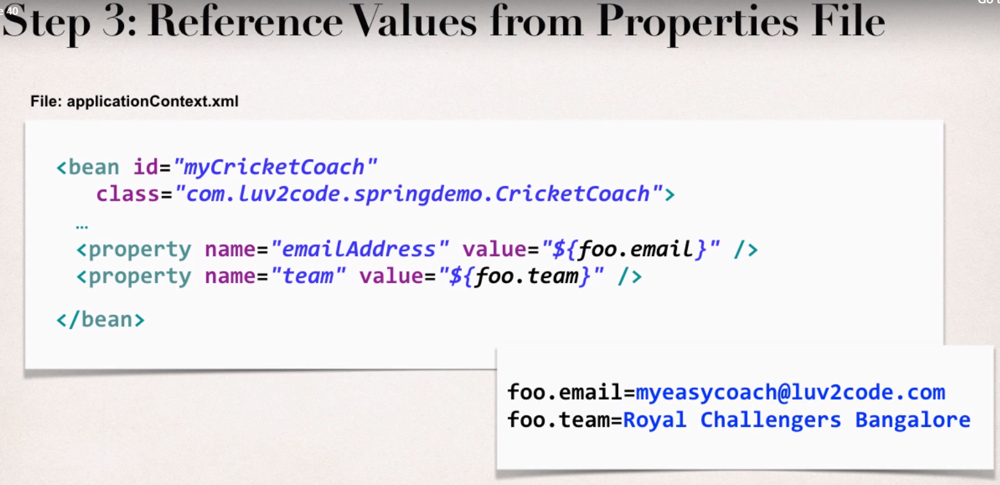 e 40
Step 3: Reference Values from Properties File
File: applicationContext.xml
<bean id="myCricketCoach"
class="com.luv2code.springdemo.CricketCoach">
…
<property name="emailAddress" value="${foo.email}" />
<property name="team" value="${foo.team}" />
</bean>
foo.email=myeasycoach@luv2code.com
foo.team=Royal Challengers Bangalore